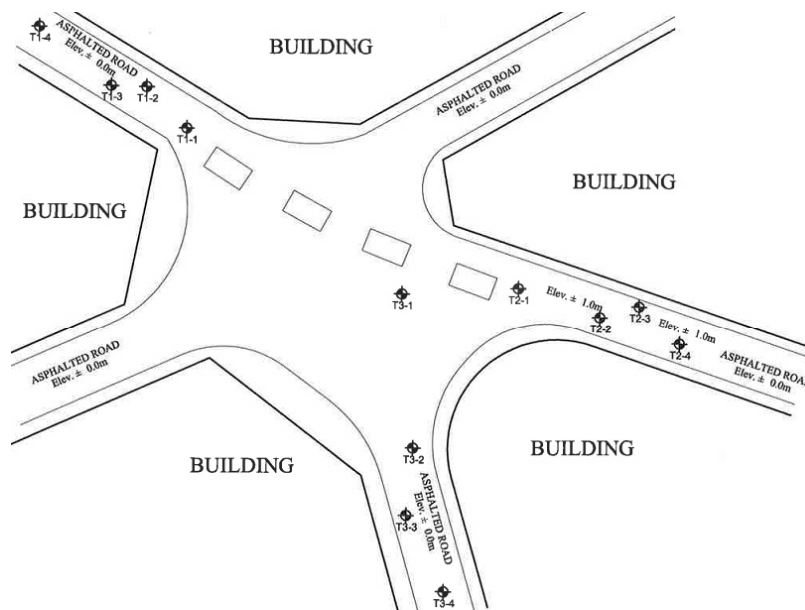 T1-4
ASPHALTED ROAD
Elev. ± 0.0m
T1-3
T1-2
T1-1
BUILDING
ASPHALTED ROAD
Elev. ± 0.0m
BUILDING
BUILDING
T3-1
T2-1
Elev. ± 1.0m
T2-2
T2-3
Elev. ± 1.0m
T2-4
ASPHALTED ROAD
Elev. ± 0.0m
ASPHALTED ROAD
Elev. ± 0.0m
BUILDING
BUILDING
T3-2
ASPHALTED ROAD
Elev. ± 0.0m
T3-3
T3-4